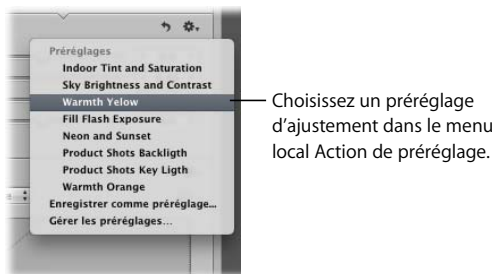 Préréglages
Indoor Tint and Saturation
Sky Brightness and Contrast
Warmth Yelow
Fill Flash Exposure
Neon and Sunset
Product Shots Backligth
Product Shots Key Ligth
Warmth Orange
Enregistrer comme préréglage...
Gérer les préréglages...
Choisissez un préréglage
d’ajustement dans le menu
local Action de préréglage.